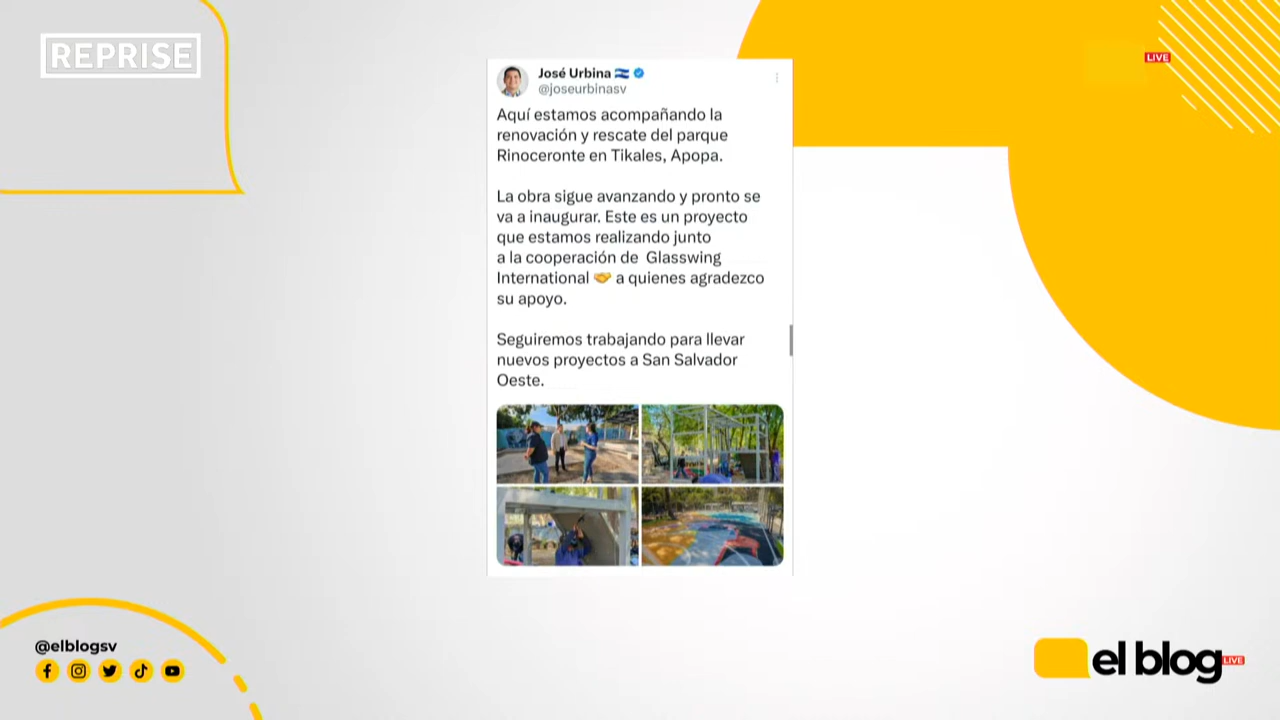 REPRISE
LIVE
José Urbina 🇸🇻
@joseurbinasv
Aquí estamos acompañando la
renovación y rescate del parque
Rinoceronte en Tikales, Apopa.
La obra sigue avanzando y pronto se
va a inaugurar. Este es un proyecto
que estamos realizando junto
a la cooperación de Glasswing
International 🤝 a quienes agradezco
su apoyo.
Seguiremos trabajando para llevar
nuevos proyectos a San Salvador
Oeste.
@elblogsv
el blog LIVE